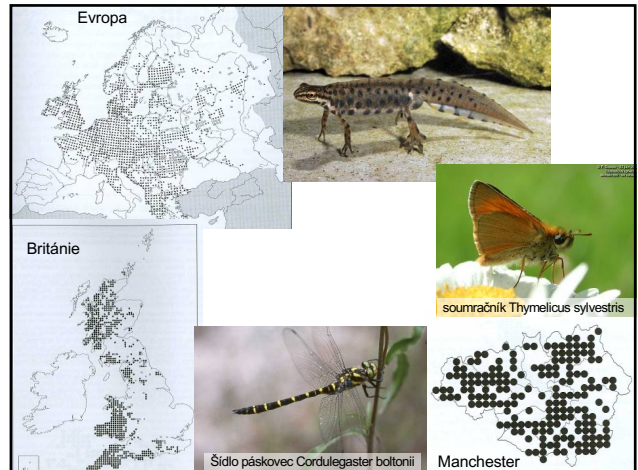 Evropa
Británie
soumračník Thymelicus sylvestris
Šídlo páskovec Cordulegaster boltonii
Manchester